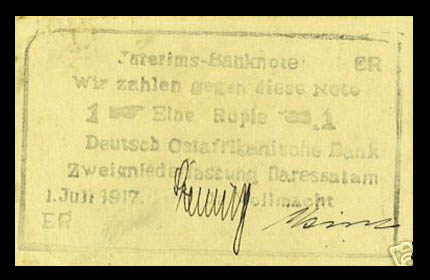 Interims-Banknote ER
Wir zahlen gegen diese Note
1 Eine Rupie 1
Deutsch Ostafrikanische Bank
Zweigniederlassung Daressalam
1. Juli 1917. Vollmacht
ER